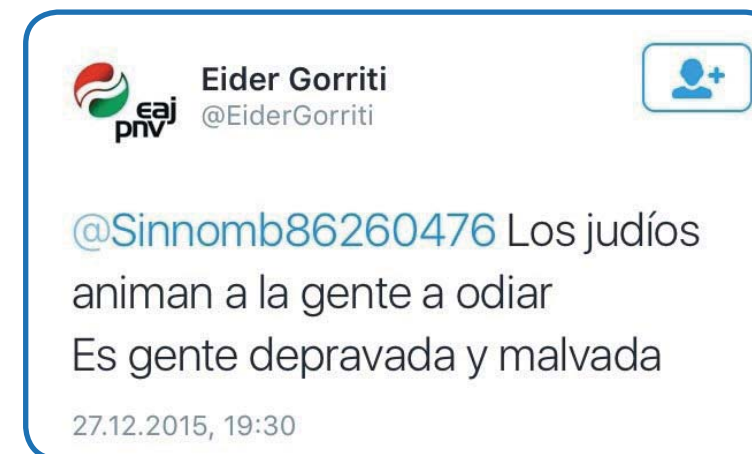 eaj
pnv
Eider Gorriti
@EiderGorriti
@Sinnomb86260476 Los judíos
animan a la gente a odiar
Es gente depravada y malvada
27.12.2015, 19:30